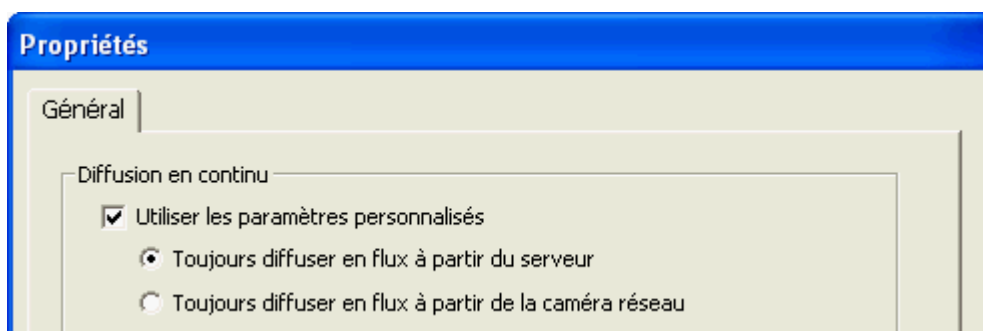 Propriétés
Général
Diffusion en continu
Utiliser les paramètres personnalisés
Toujours diffuser en flux à partir du serveur
Toujours diffuser en flux à partir de la caméra réseau